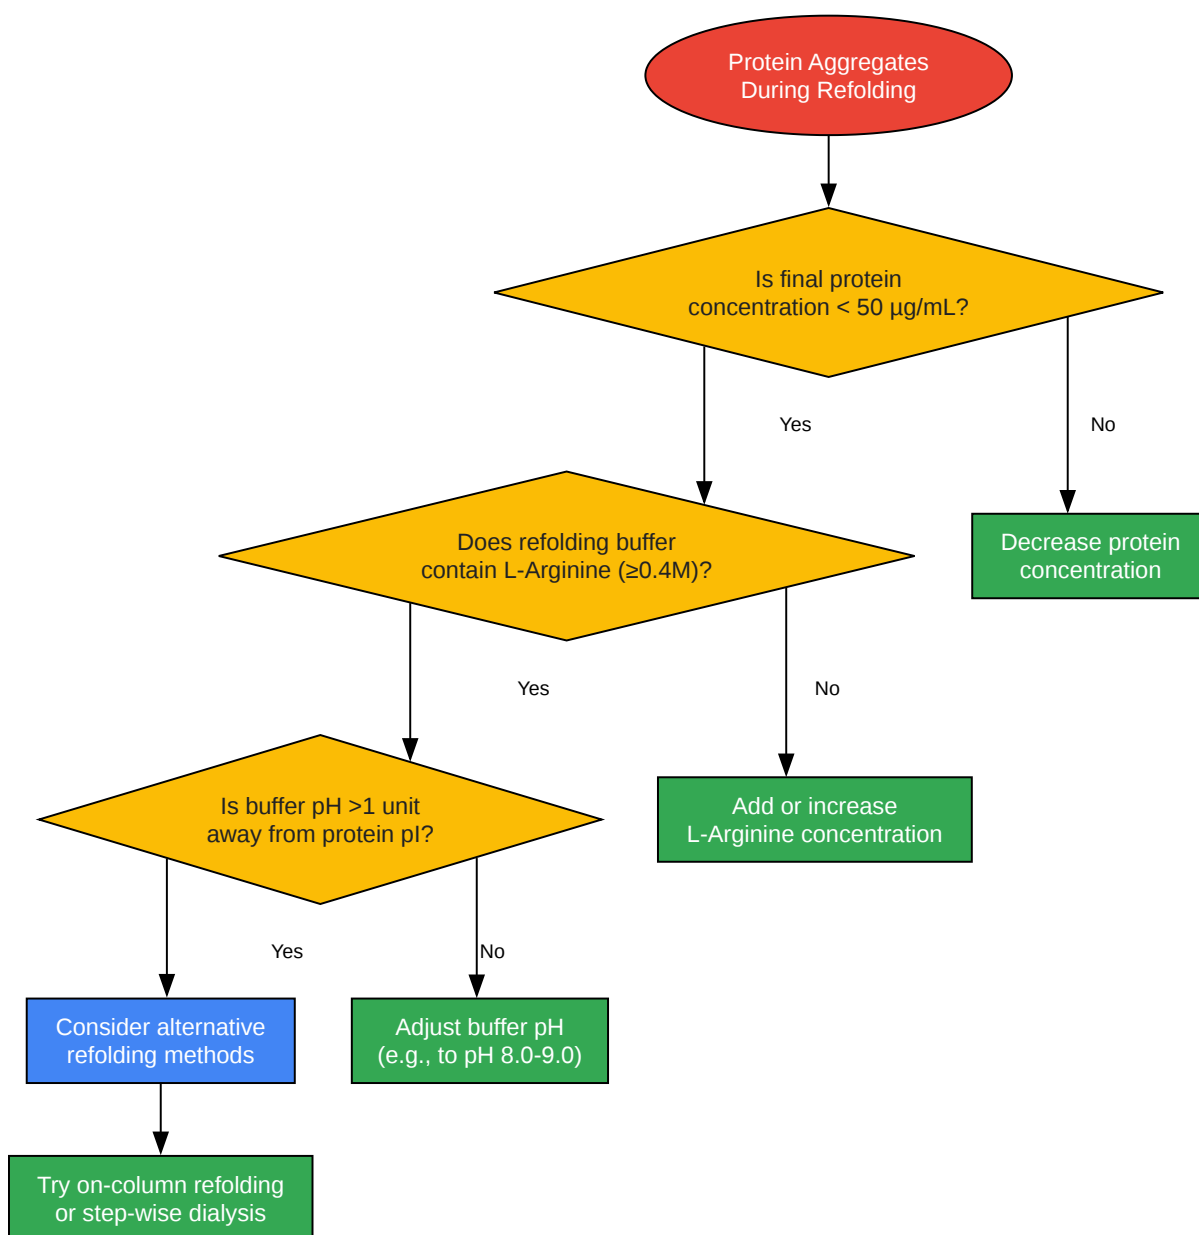 Protein Aggregates
During Refolding
Is final protein
concentration < 50 µg/mL?
Yes
No
Does refolding buffer
contain L-Arginine (≥0.4M)?
Decrease protein
concentration
Yes
No
Is buffer pH >1 unit
away from protein pI?
Add or increase
L-Arginine concentration
Yes
No
Consider alternative
refolding methods
Adjust buffer pH
(e.g., to pH 8.0-9.0)
Try on-column refolding
or step-wise dialysis